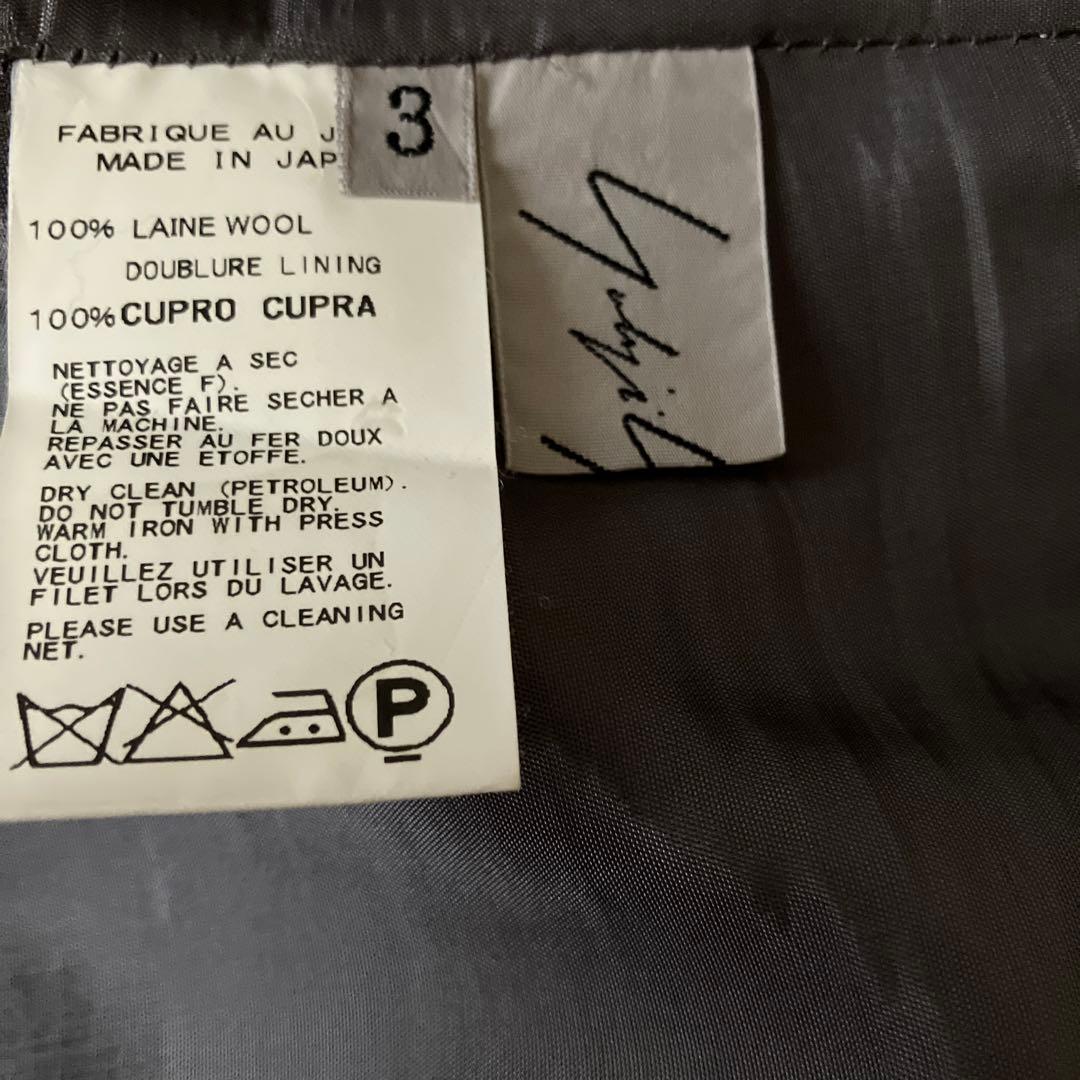 FABRIQUE AU J
MADE IN JAP
3
100% LAINE WOOL
DOUBLURE LINING
100% CUPRO CUPRA
NETTOYAGE A SEC
(ESSENCE F).
NE PAS FAIRE SECHER A
LA MACHINE.
REPASSER AU FER DOUX
AVEC UNE ETOFFE.
DRY CLEAN (PETROLEUM).
DO NOT TUMBLE DRY.
WARM IRON WITH PRESS
CLOTH.
VEUILLEZ UTILISER UN
FILET LORS DU LAVAGE.
PLEASE USE A CLEANING
NET.
P